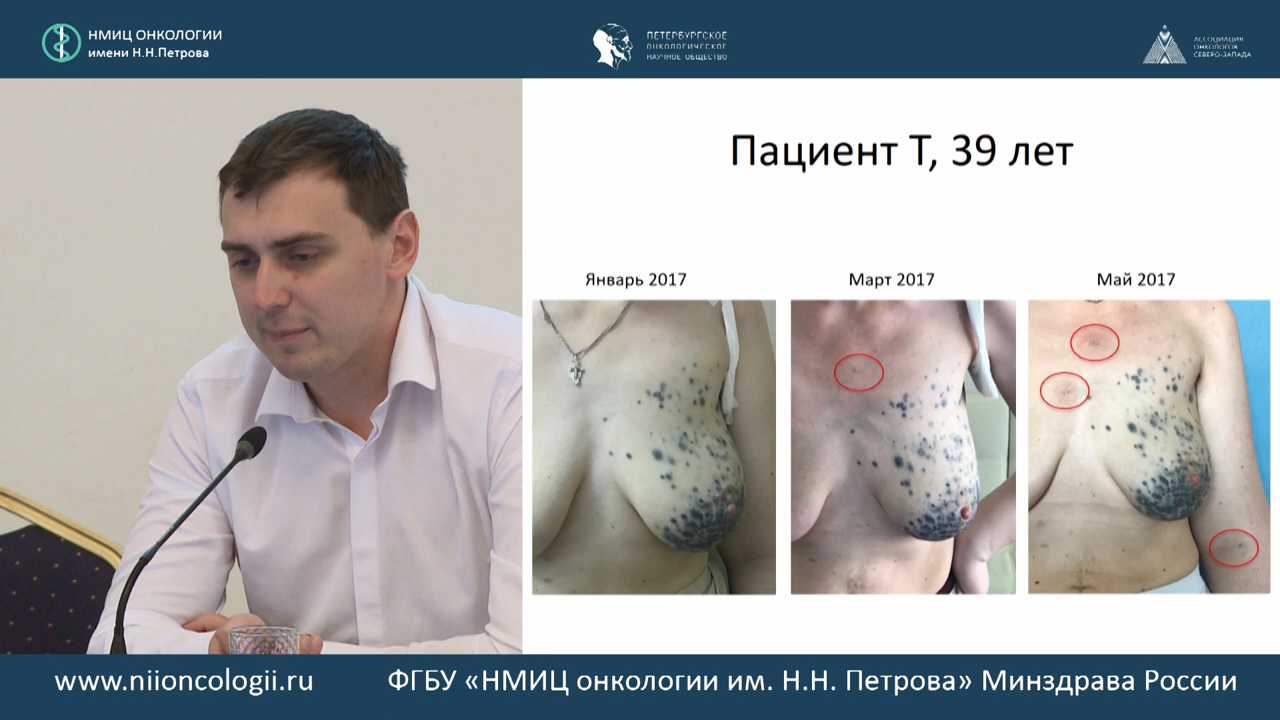 НМИЦ ОНКОЛОГИИ
имени Н.Н.Петрова
ПЕТЕРБУРГСКОЕ
ОНКОЛОГИЧЕСКОЕ
НАУЧНОЕ ОБЩЕСТВО
АССОЦИАЦИЯ
ОНКОЛОГОВ
СЕВЕРО-ЗАПАДА
Пациент Т, 39 лет
Январь 2017
Март 2017
Май 2017
www.niioncologii.ru
ФГБУ «НМИЦ онкологии им. Н.Н. Петрова» Минздрава России